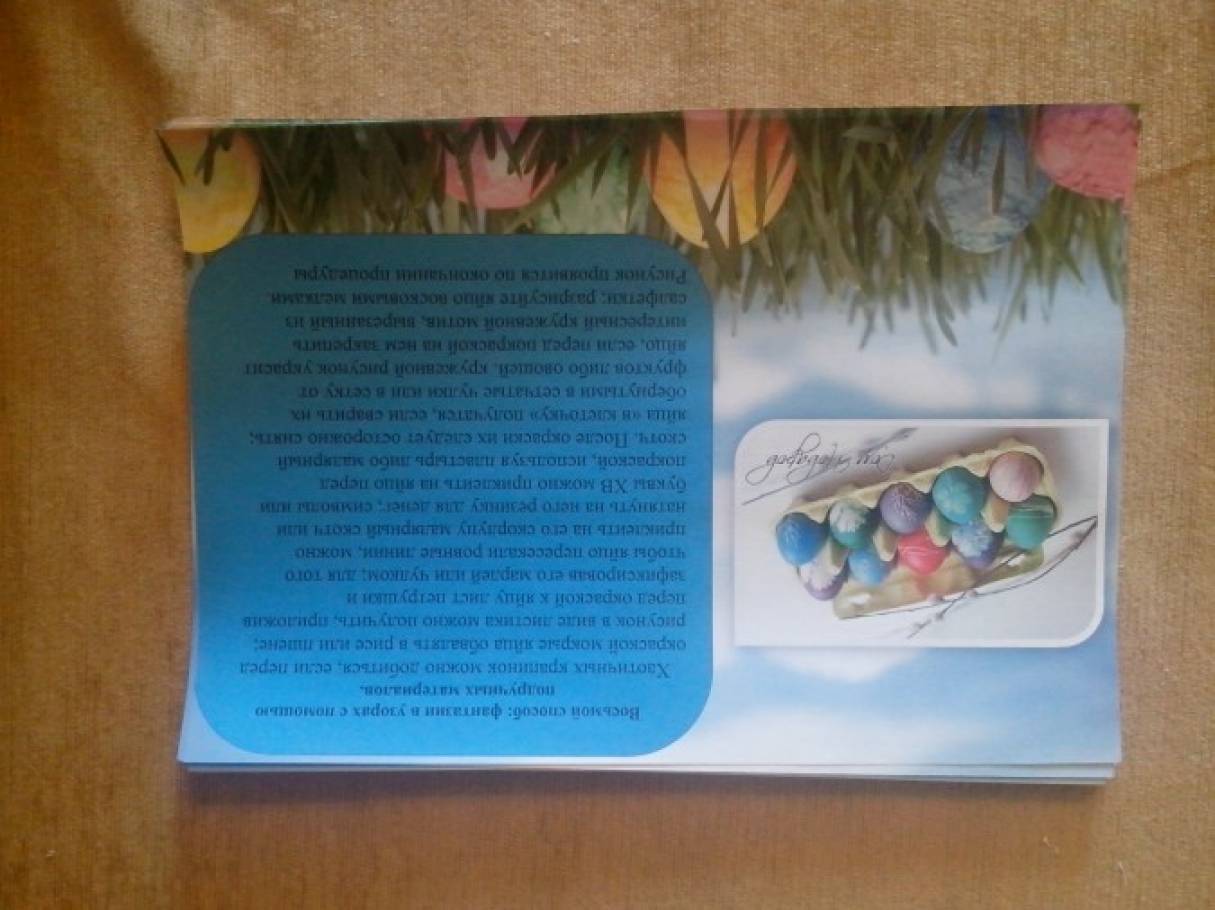 Восьмой способ: фантазии в узорах с помощью
подручных материалов.
Хаотичных крапинок можно добиться, если перед
окраской мокрые яйца обвалять в рисе или пшене;
рисунок в виде листика можно получить, приложив
перед окраской к яйцу лист петрушки и
зафиксировав его марлей или чулком; для того
чтобы яйцо пересекали ровные линии, можно
приклеить на его скорлупу малярный скотч или
натянуть на него резинку для денег; символы или
буквы ХВ можно приклеить на яйцо перед
покраской, используя пластырь либо малярный
скотч. После окраски их следует осторожно снять;
яйца «в клеточку» получатся, если сварить их
обернутыми в сетчатые чулки или в сетку от
фруктов либо овощей. кружевной рисунок украсит
яйцо, если перед покраской на нем закрепить
интересный кружевной мотив, вырезанный из
салфетки; разрисуйте яйцо восковыми мелками.
Рисунок проявится по окончании процедуры